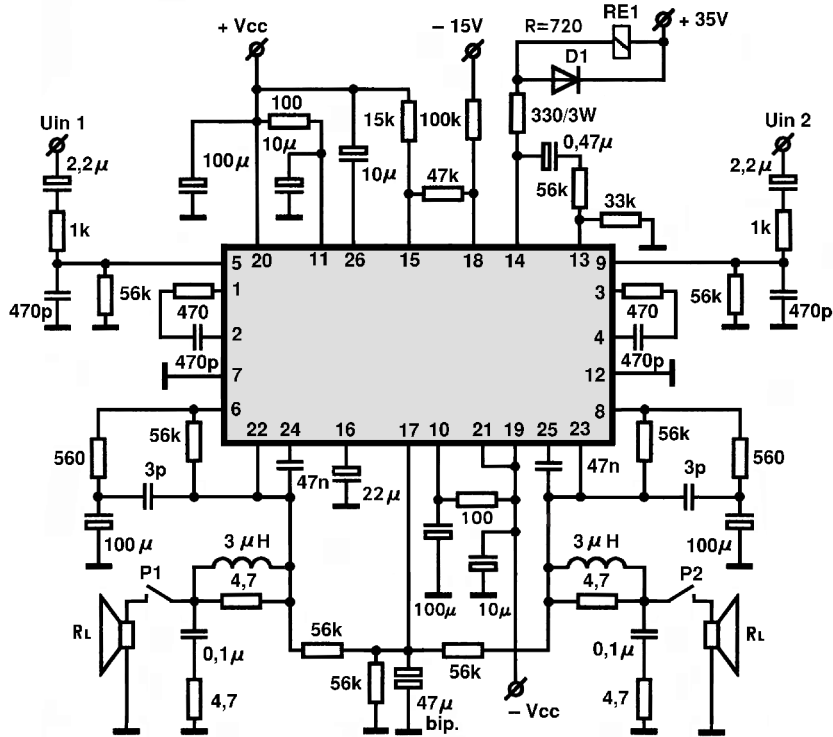 RE1
R=720
+ 35V
+ Vcc
– 15V
D1
100
15k
100k
330/3W
Uin 1
10µ
0,47µ
Uin 2
2,2µ
100µ
10µ
47k
56k
2,2µ
1k
33k
1k
5 20 11 26 15 18 14 13 9
470p
56k
1
470
3
470
56k
470p
2
470p
4
470p
7
12
6
8
56k
22 24 16 17 10 21 19 25 23
56k
560
3p
47n
22µ
100
47n
3p
560
100µ
3µH
3µH
100µ
P1
4,7
100µ
10µ
4,7
P2
RL
56k
RL
0,1µ
56k
0,1µ
56k
47µ
bip.
4,7
– Vcc
4,7